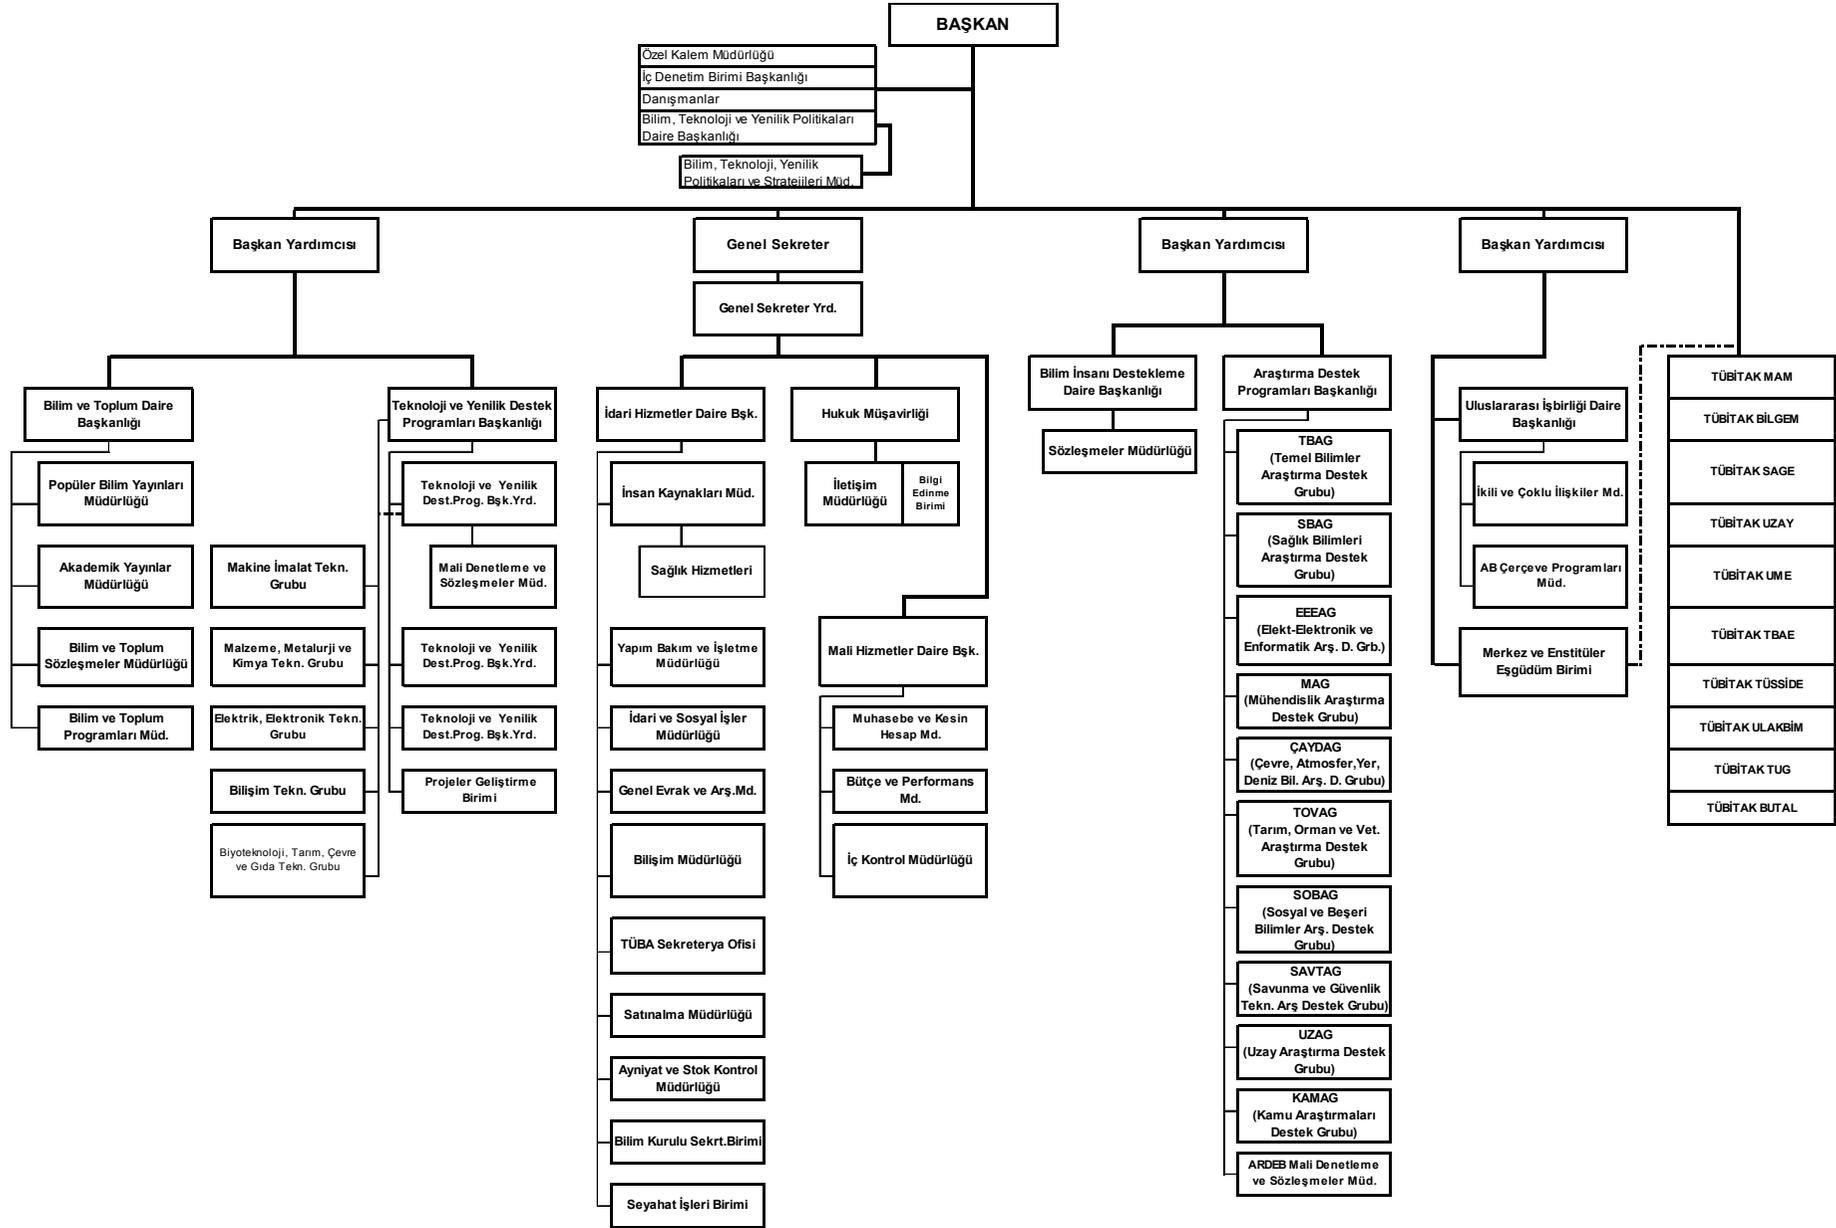 BAŞKAN
Özel Kalem Müdürlüğü
İç Denetim Birimi Başkanlığı
Danışmanlar
Bilim, Teknoloji ve Yenilik Politikaları
Daire Başkanlığı
Bilim, Teknoloji, Yenilik
Politikaları ve Stratejileri Müd.
Başkan Yardımcısı
Bilim ve Toplum Daire
Başkanlığı
Popüler Bilim Yayınları
Müdürlüğü
Akademik Yayınlar
Müdürlüğü
Bilim ve Toplum
Sözleşmeler Müdürlüğü
Bilim ve Toplum
Programları Müd.
Teknoloji ve Yenilik Destek
Programları Başkanlığı
Makine İmalat Tekn.
Grubu
Malzeme, Metalurji ve
Kimya Tekn. Grubu
Elektrik, Elektronik Tekn.
Grubu
Bilişim Tekn. Grubu
Biyoteknoloji, Tarım, Çevre
ve Gıda Tekn. Grubu
Teknoloji ve Yenilik
Dest.Prog. Bşk.Yrd.
Mali Denetleme ve
Sözleşmeler Müd.
Teknoloji ve Yenilik
Dest.Prog. Bşk.Yrd.
Teknoloji ve Yenilik
Dest.Prog. Bşk.Yrd.
Projeler Geliştirme
Birimi
Genel Sekreter
Genel Sekreter Yrd.
İdari Hizmetler Daire Bşk.
İnsan Kaynakları Müd.
Sağlık Hizmetleri
Yapım Bakım ve İşletme
Müdürlüğü
İdari ve Sosyal İşler
Müdürlüğü
Genel Evrak ve Arş.Md.
Bilişim Müdürlüğü
TÜBA Sekreterya Ofisi
Satınalma Müdürlüğü
Ayniyat ve Stok Kontrol
Müdürlüğü
Bilim Kurulu Sekrt.Birimi
Seyahat İşleri Birimi
Hukuk Müşavirliği
İletişim
Müdürlüğü
Bilgi
Edinme
Birimi
Mali Hizmetler Daire Bşk.
Muhasebe ve Kesin
Hesap Md.
Bütçe ve Performans
Md.
İç Kontrol Müdürlüğü
Başkan Yardımcısı
Bilim İnsanı Destekleme
Daire Başkanlığı
Sözleşmeler Müdürlüğü
Araştırma Destek
Programları Başkanlığı
TBAG
(Temel Bilimler
Araştırma Destek
Grubu)
SBAG
(Sağlık Bilimleri
Araştırma Destek
Grubu)
EEEAG
(Elekt-Elektronik ve
Enformatik Arş. D. Grb.)
MAG
(Mühendislik Araştırma
Destek Grubu)
ÇAYDAG
(Çevre, Atmosfer,Yer,
Deniz Bil. Arş. D. Grubu)
TOVAG
(Tarım, Orman ve Vet.
Araştırma Destek
Grubu)
SOBAG
(Sosyal ve Beşeri
Bilimler Arş. Destek
Grubu)
SAVTAG
(Savunma ve Güvenlik
Tekn. Arş Destek Grubu)
UZAG
(Uzay Araştırma Destek
Grubu)
KAMAG
(Kamu Araştırmaları
Destek Grubu)
ARDEB Mali Denetleme
ve Sözleşmeler Müd.
Başkan Yardımcısı
Uluslararası İşbirliği Daire
Başkanlığı
İkili ve Çoklu İlişkiler Md.
AB Çerçeve Programları
Müd.
Merkez ve Enstitüler
Eşgüdüm Birimi
TÜBİTAK MAM
TÜBİTAK BİLGEM
TÜBİTAK SAGE
TÜBİTAK UZAY
TÜBİTAK UME
TÜBİTAK TBAE
TÜBİTAK TÜSSİDE
TÜBİTAK ULAKBİM
TÜBİTAK TUG
TÜBİTAK BUTAL